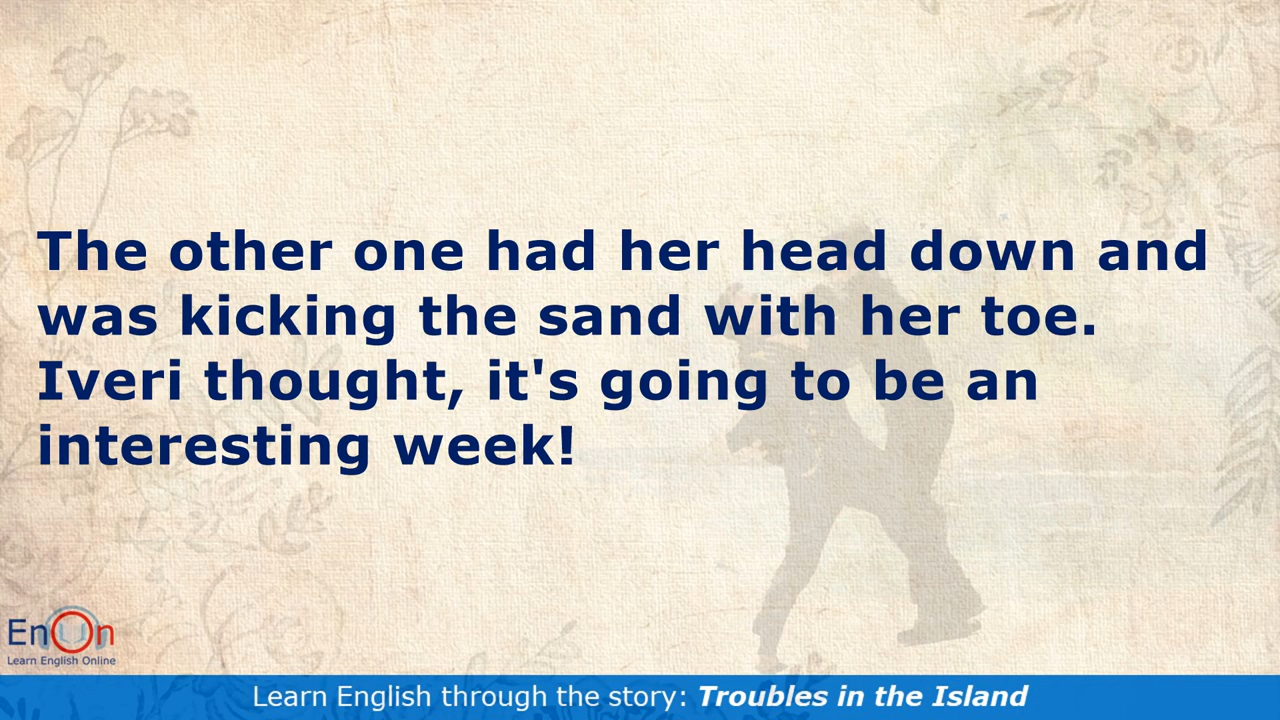 The other one had her head down and
was kicking the sand with her toe.
Iveri thought, it's going to be an
interesting week!
EnOn
Learn English Online
Learn English through the story: Troubles in the Island